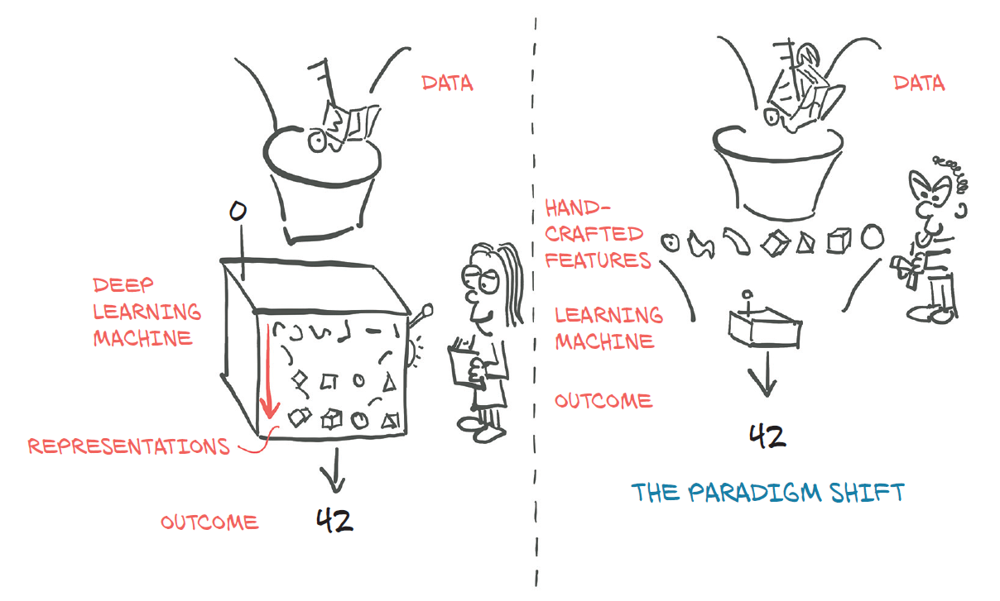 DATA
DEEP
LEARNING
MACHINE
REPRESENTATIONS
OUTCOME
42
DATA
HAND-
CRAFTED
FEATURES
LEARNING
MACHINE
OUTCOME
42
THE PARADIGM SHIFT